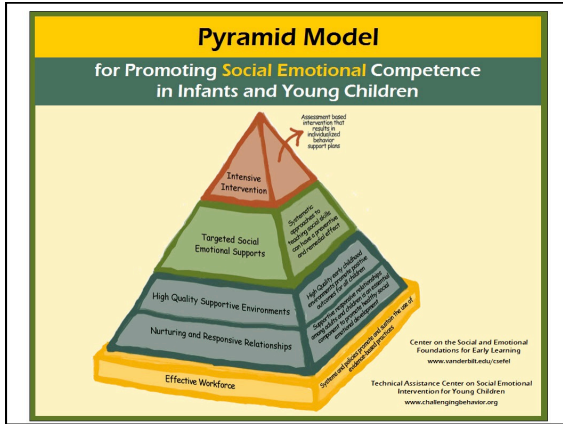 Pyramid Model
for Promoting Social Emotional Competence
in Infants and Young Children
Assessment based
intervention that
results in
individualized
behavior
support plans
Intensive
Intervention
Targeted Social
Emotional Supports
Systematic
approaches to
teaching social skills
can have a preventive
and remedial effect
High Quality Supportive Environments
High Quality early childhood
environments promote positive
outcomes for all children
Nurturing and Responsive Relationships
Supportive responsive relationships
among adults and children is an essential
component to promote healthy social
emotional development
Effective Workforce
Systems and policies promote and sustain the use of
evidence-based practices
Center on the Social and Emotional
Foundations for Early Learning
www.vanderbilt.edu/csefel
Technical Assistance Center on Social Emotional
Intervention for Young Children
www.challengingbehavior.org